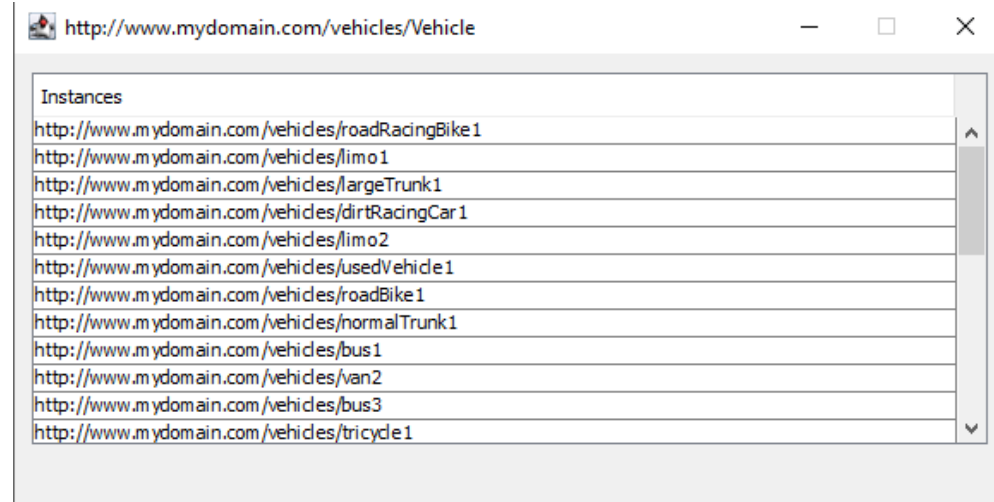 http://www.mydomain.com/vehicles/Vehicle
Instances
http://www.mydomain.com/vehicles/roadRacingBike1
http://www.mydomain.com/vehicles/limo1
http://www.mydomain.com/vehicles/largeTrunk1
http://www.mydomain.com/vehicles/dirtRacingCar1
http://www.mydomain.com/vehicles/limo2
http://www.mydomain.com/vehicles/usedVehicle1
http://www.mydomain.com/vehicles/roadBike1
http://www.mydomain.com/vehicles/normalTrunk1
http://www.mydomain.com/vehicles/bus1
http://www.mydomain.com/vehicles/van2
http://www.mydomain.com/vehicles/bus3
http://www.mydomain.com/vehicles/tricycle1